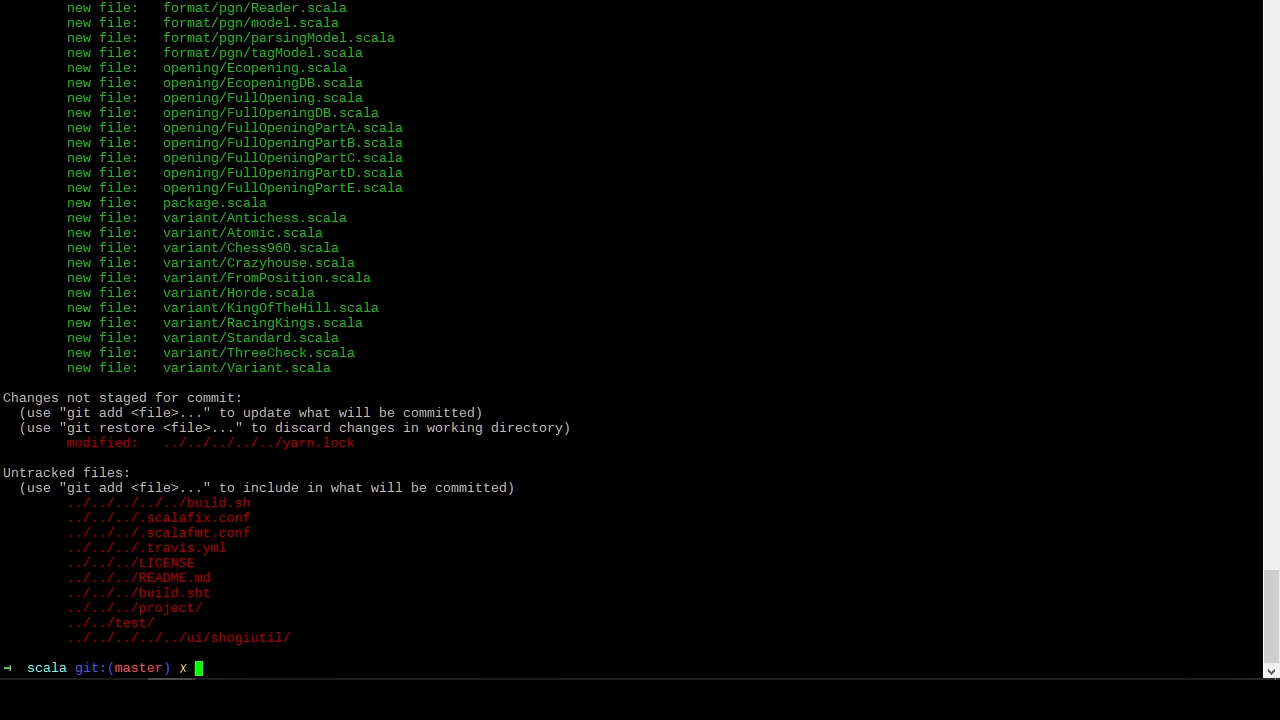 new file:   format/pgn/Reader.scala
new file:   format/pgn/model.scala
new file:   format/pgn/parsingModel.scala
new file:   format/pgn/tagModel.scala
new file:   opening/Ecopening.scala
new file:   opening/EcopeningDB.scala
new file:   opening/FullOpening.scala
new file:   opening/FullOpeningDB.scala
new file:   opening/FullOpeningPartA.scala
new file:   opening/FullOpeningPartB.scala
new file:   opening/FullOpeningPartC.scala
new file:   opening/FullOpeningPartD.scala
new file:   opening/FullOpeningPartE.scala
new file:   package.scala
new file:   variant/Antichess.scala
new file:   variant/Atomic.scala
new file:   variant/Chess960.scala
new file:   variant/Crazyhouse.scala
new file:   variant/FromPosition.scala
new file:   variant/Horde.scala
new file:   variant/KingOfTheHill.scala
new file:   variant/RacingKings.scala
new file:   variant/Standard.scala
new file:   variant/ThreeCheck.scala
new file:   variant/Variant.scala
Changes not staged for commit:
(use "git add <file>..." to update what will be committed)
(use "git restore <file>..." to discard changes in working directory)
modified:   ../../../../../yarn.lock
Untracked files:
(use "git add <file>..." to include in what will be committed)
../../../../../build.sh
../../../.scalafix.conf
../../../.scalafmt.conf
../../../.travis.yml
../../../LICENSE
../../../README.md
../../../build.sbt
../../../project/
../../test/
../../../../../ui/shogiutil/
scala git:(master) ✗